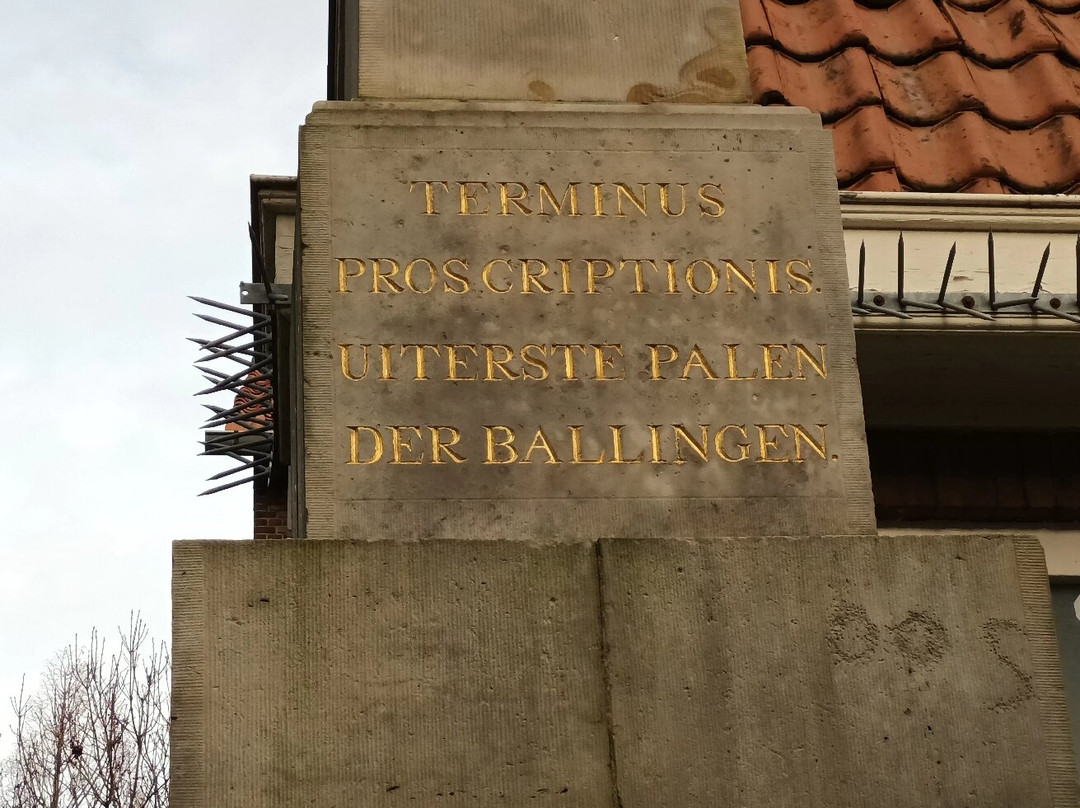 TERMINUS
PROSCRIPTIONIS.
UITERSTE PALEN
DER BALLINGEN.